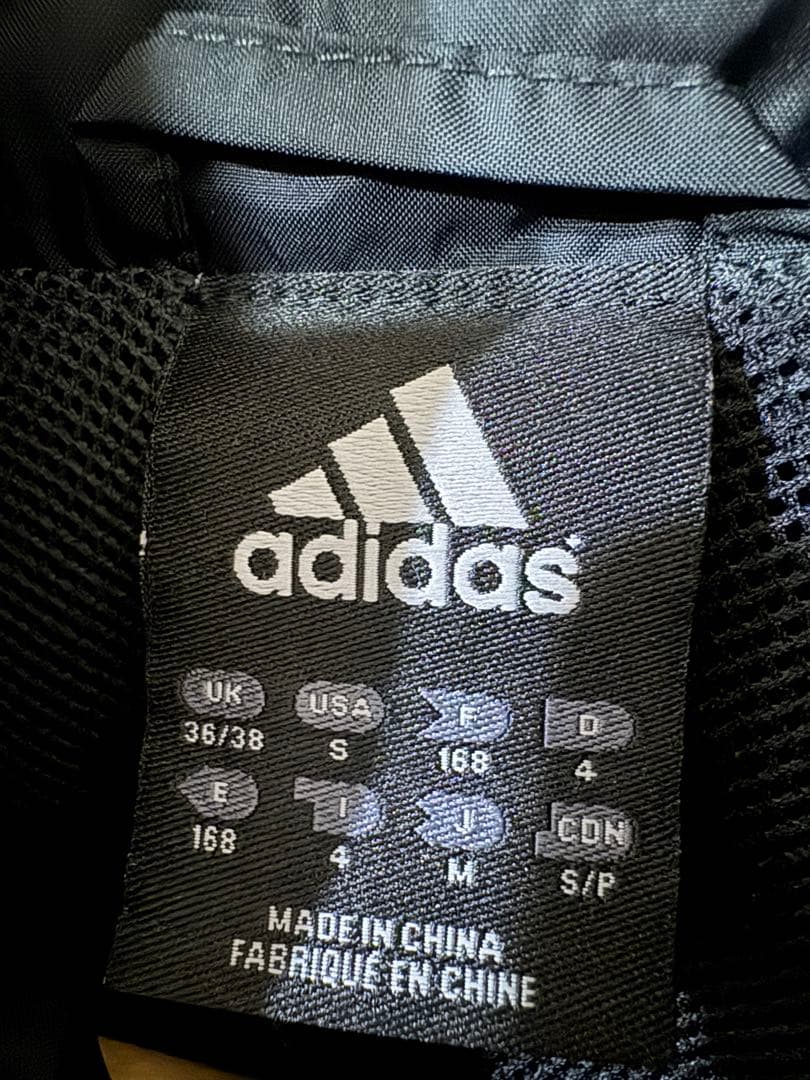 adidas
UK USA F D
36/38 S 168 4
E I J CDN
168 4 M S/P
MADE IN CHINA
FABRIQUÉ EN CHINE